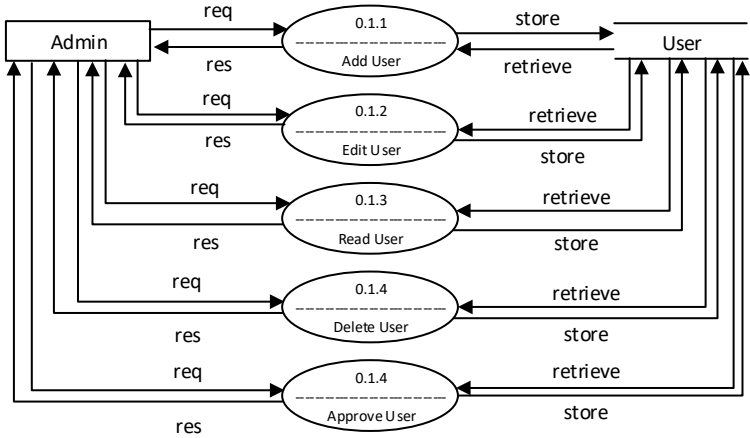 req
0.1.1
store
Admin
Add User
User
res
retrieve
req
0.1.2
retrieve
res
Edit User
store
req
0.1.3
retrieve
res
Read User
store
req
0.1.4
retrieve
res
Delete User
store
req
0.1.4
retrieve
res
Approve User
store